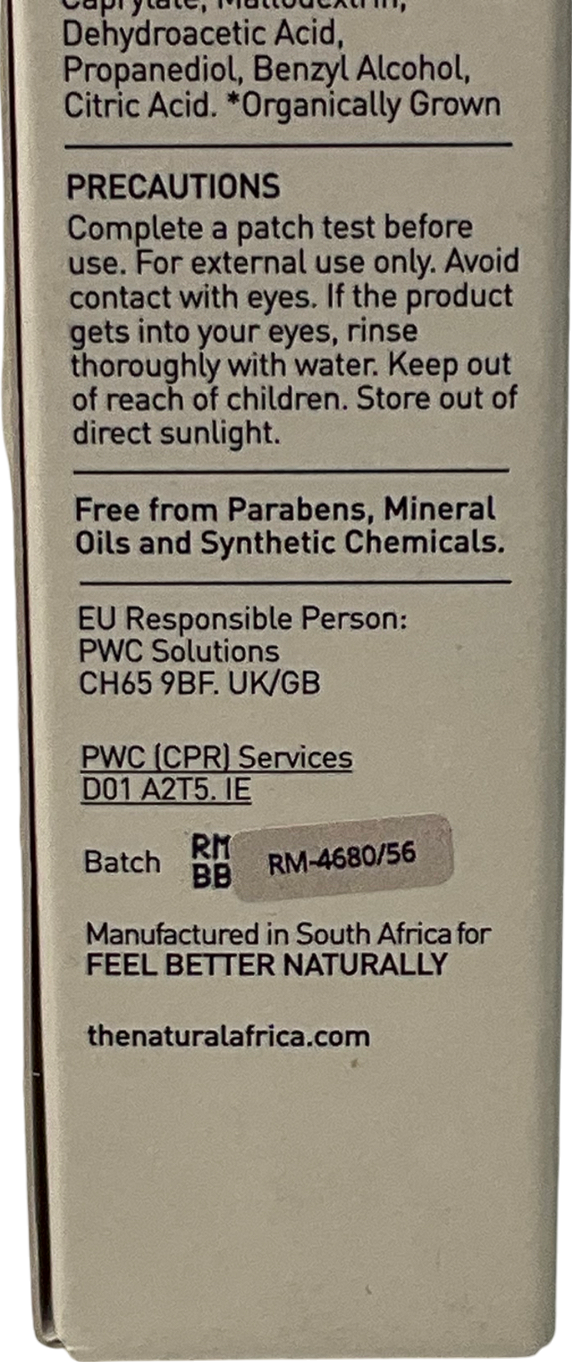 Caprylate, Maltodextrin,
Dehydroacetic Acid,
Propanediol, Benzyl Alcohol,
Citric Acid. *Organically Grown
PRECAUTIONS
Complete a patch test before
use. For external use only. Avoid
contact with eyes. If the product
gets into your eyes, rinse
thoroughly with water. Keep out
of reach of children. Store out of
direct sunlight.
Free from Parabens, Mineral
Oils and Synthetic Chemicals.
EU Responsible Person:
PWC Solutions
CH65 9BF. UK/GB
PWC (CPR) Services
D01 A2T5. IE
Batch RM BB RM-4680/56
Manufactured in South Africa for
FEEL BETTER NATURALLY
thenaturalafrica.com